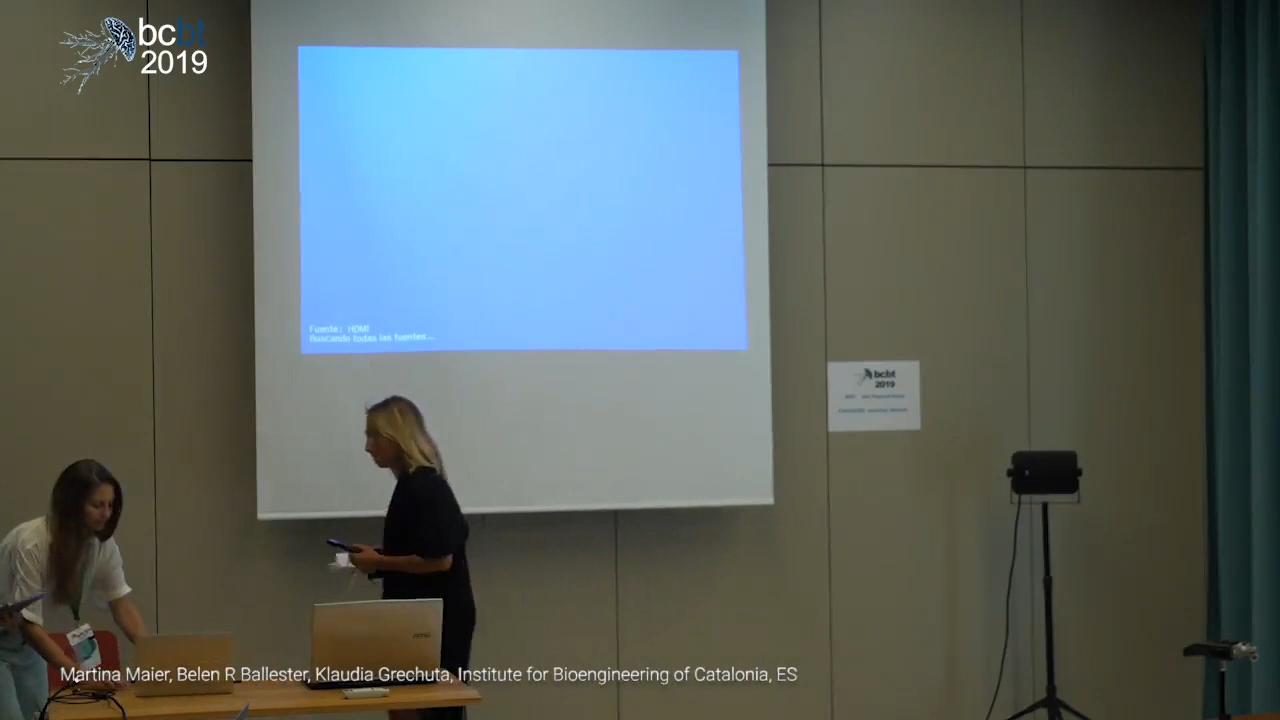 bcbt
2019
Fuente: HDMI
Buscando todas las fuentes...
bcbt
2019
Martina Maier, Belen R Ballester, Klaudia Grechuta, Institute for Bioengineering of Catalonia, ES